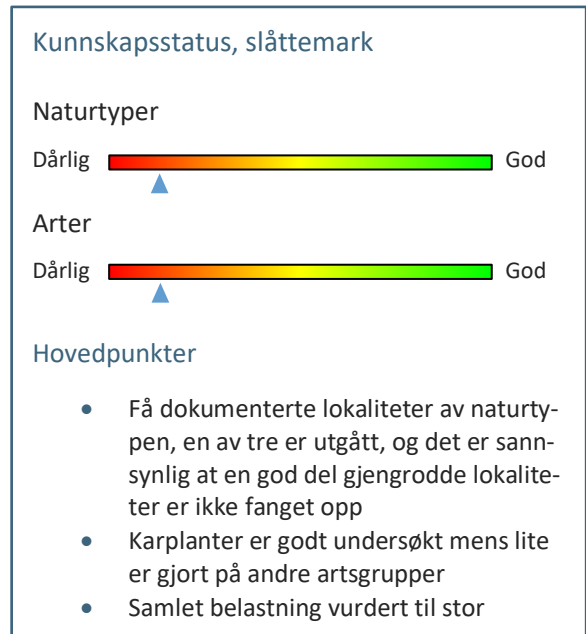 Kunnskapsstatus, slåttemark
Naturtyper
Dårlig God
Arter
Dårlig God
Hovedpunkter
• Få dokumenterte lokaliteter av naturty-
pen, en av tre er utgått, og det er sann-
synlig at en god del gjengrodde lokalite-
ter er ikke fanget opp
• Karplanter er godt undersøkt mens lite
er gjort på andre artsgrupper
• Samlet belastning vurdert til stor